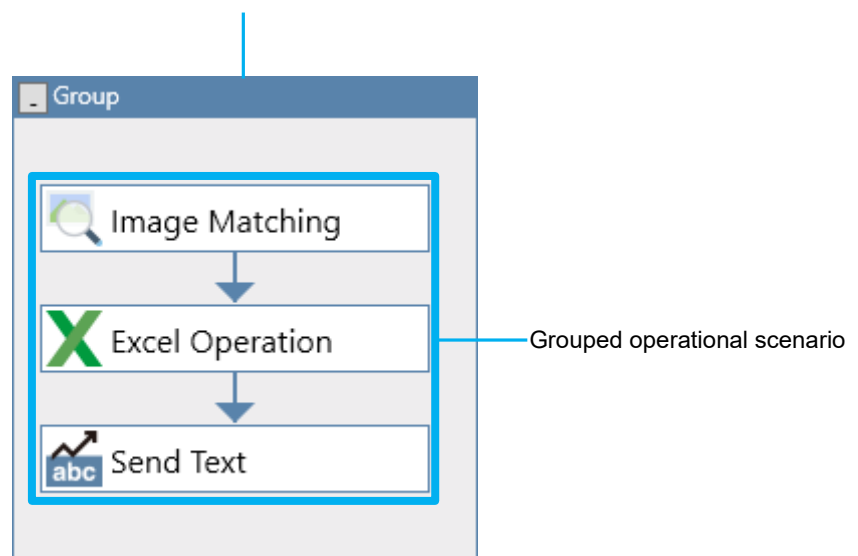 Group
Image Matching
Excel Operation
Grouped operational scenario
abc
Send Text